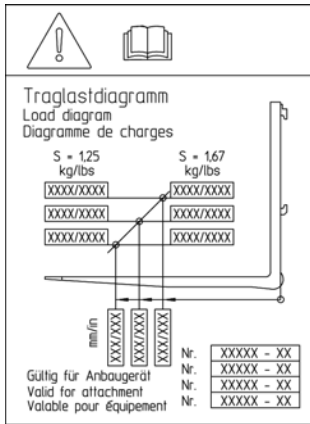 Traglastdiagramm
Load diagram
Diagramme de charges
S = 1,25 S = 1,67
kg/lbs kg/lbs
XXXX/XXXX XXXX/XXXX
XXXX/XXXX XXXX/XXXX
XXXX/XXXX XXXX/XXXX
mm/in XXX/XXX XXX/XXX XXX/XXX
Nr. XXXXX - XX
Gültig für Anbaugerät Nr. XXXXX - XX
Valid for attachment Nr. XXXXX - XX
Valable pour équipement Nr. XXXXX - XX